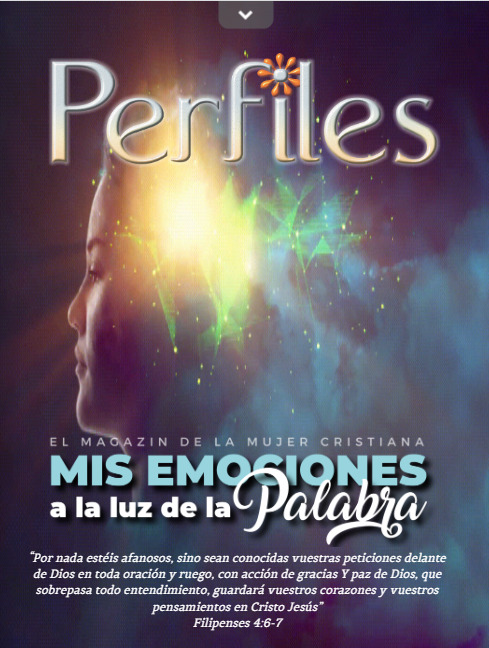 Perfiles
EL MAGAZIN DE LA MUJER CRISTIANA
MIS EMOCIONES
a la luz de la Palabra
“Por nada estéis afanosos, sino sean conocidas vuestras peticiones delante
de Dios en toda oración y ruego, con acción de gracias Y paz de Dios, que
sobrepasa todo entendimiento, guardará vuestros corazones y vuestros
pensamientos en Cristo Jesús”
Filipenses 4:6-7